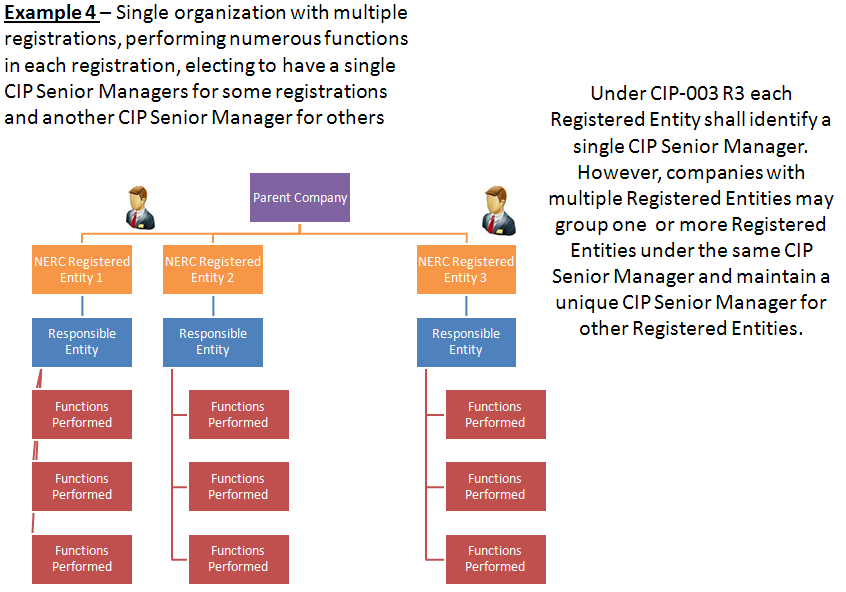 Example 4 – Single organization with multiple
registrations, performing numerous functions
in each registration, electing to have a single
CIP Senior Managers for some registrations
and another CIP Senior Manager for others
Under CIP-003 R3 each
Registered Entity shall identify a
single CIP Senior Manager.
However, companies with
multiple Registered Entities may
group one or more Registered
Entities under the same CIP
Senior Manager and maintain a
unique CIP Senior Manager for
other Registered Entities.
Parent Company
NERC Registered
Entity 1
NERC Registered
Entity 2
NERC Registered
Entity 3
Responsible
Entity
Responsible
Entity
Responsible
Entity
Functions
Performed
Functions
Performed
Functions
Performed
Functions
Performed
Functions
Performed
Functions
Performed
Functions
Performed
Functions
Performed
Functions
Performed